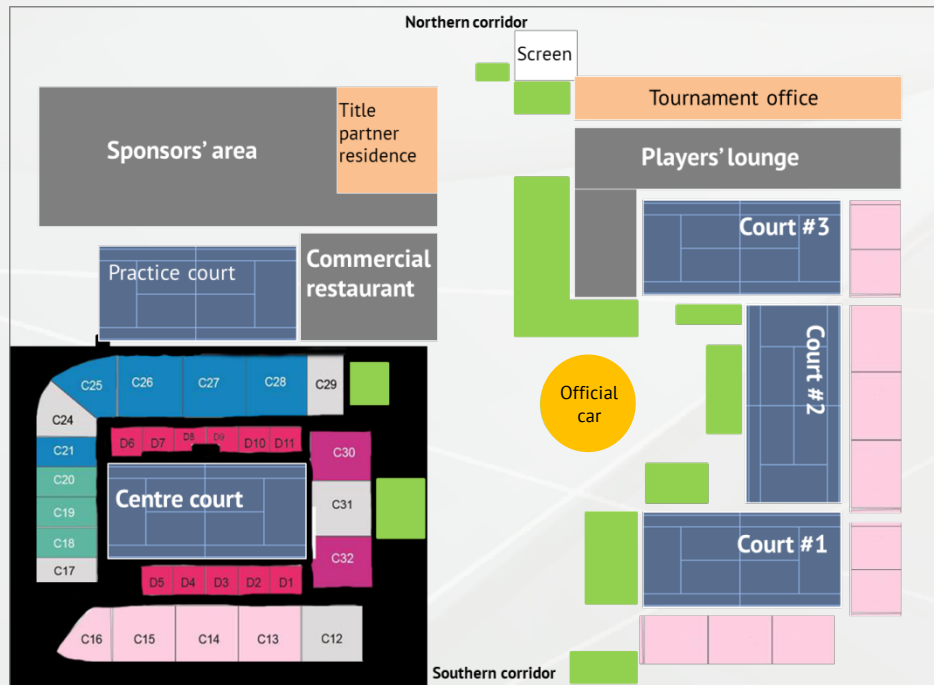 Northern corridor
Screen
Tournament office
Title
partner
residence
Sponsors’ area
Players’ lounge
Court #3
Practice court
Commercial
restaurant
Court #2
Official
car
C25
C26
C27
C28
C29
C24
C21
C20
C19
C18
C17
D6
D7
D8
D9
D10
D11
C30
C31
C32
Centre court
D5
D4
D3
D2
D1
C16
C15
C14
C13
C12
Court #1
Southern corridor